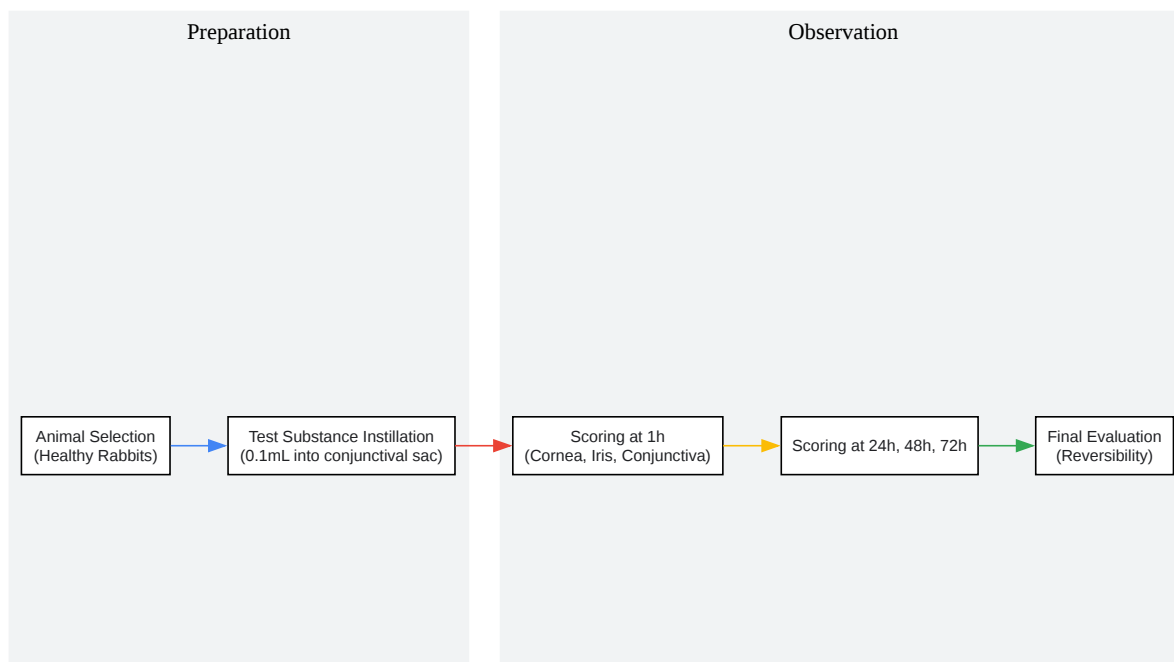 Preparation
Observation
Animal Selection
(Healthy Rabbits)
Test Substance Instillation
(0.1mL into conjunctival sac)
Scoring at 1h
(Cornea, Iris, Conjunctiva)
Scoring at 24h, 48h, 72h
Final Evaluation
(Reversibility)